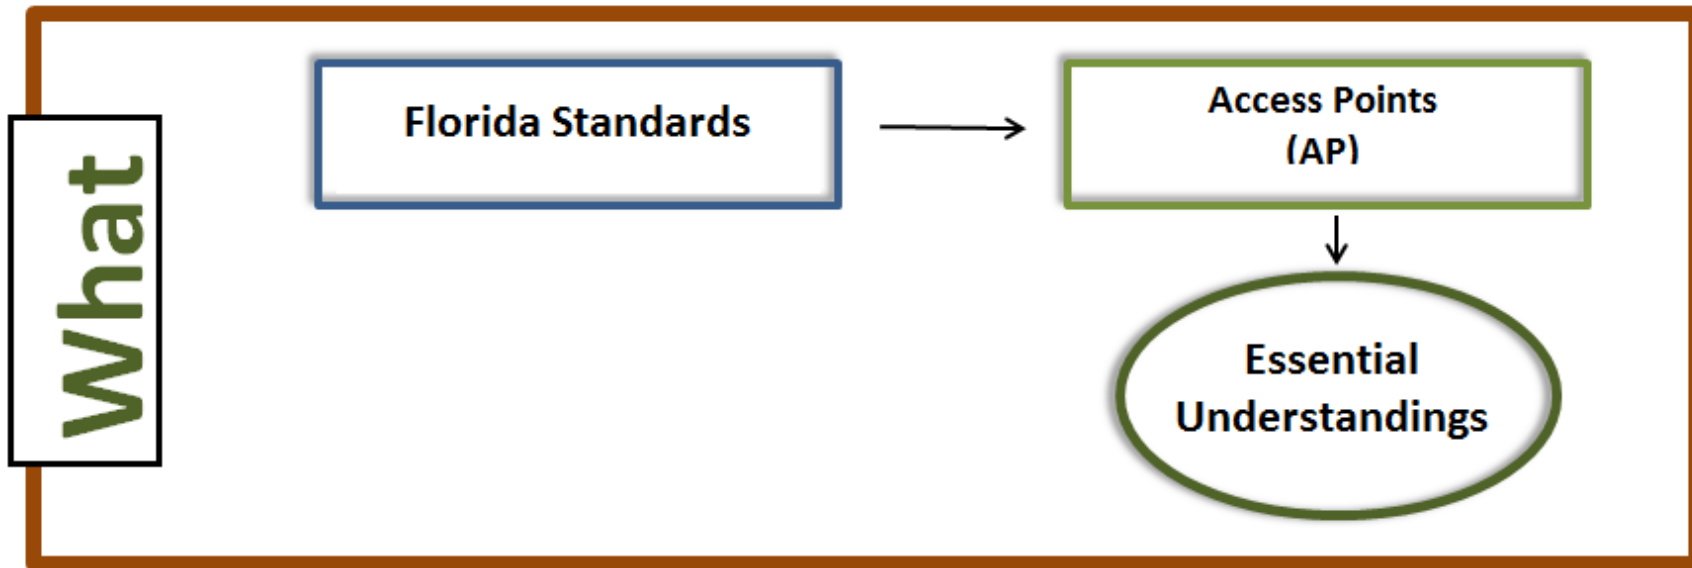 What
Florida Standards
Access Points
(AP)
Essential
Understandings